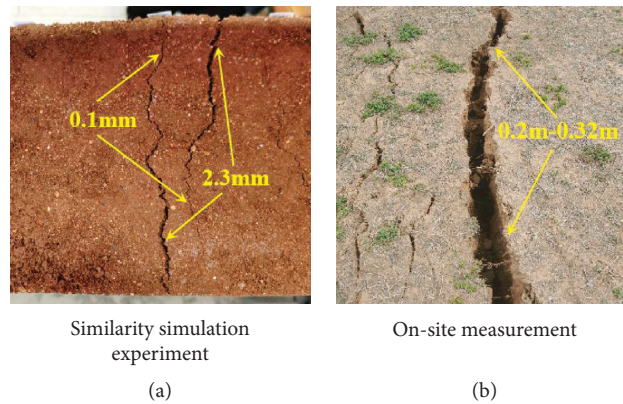 0.1mm
2.3mm
0.2m-0.32m
Similarity simulation
experiment
On-site measurement
(a)
(b)